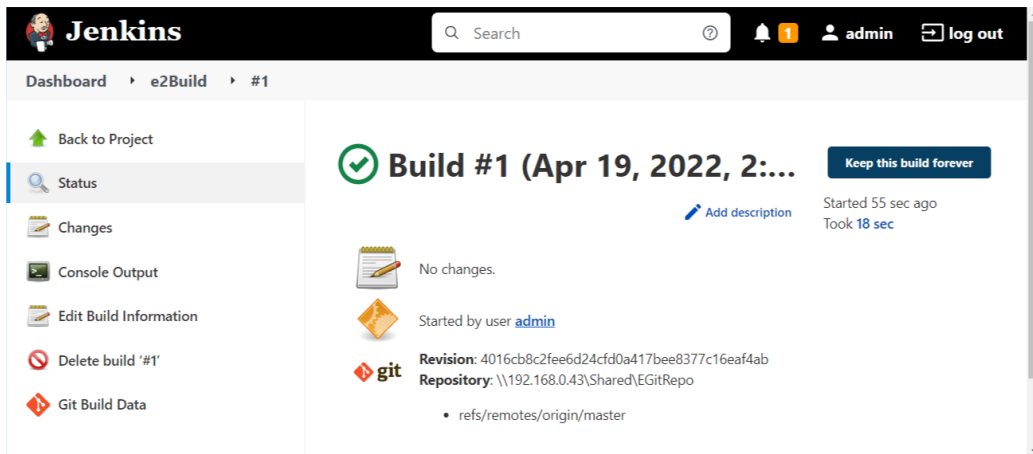 Jenkins
Search
1
admin
log out
Dashboard e2Build #1
Back to Project
Status
Changes
Console Output
Edit Build Information
Delete build ‘#1’
Git Build Data
Build #1 (Apr 19, 2022, 2:...
Keep this build forever
Add description
Started 55 sec ago
Took 18 sec
No changes.
Started by user admin
git
Revision: 4016cb8c2fee6d24cfd0a417bee8377c16eaf4ab
Repository: \\192.168.0.43\Shared\EGitRepo
• refs/remotes/origin/master